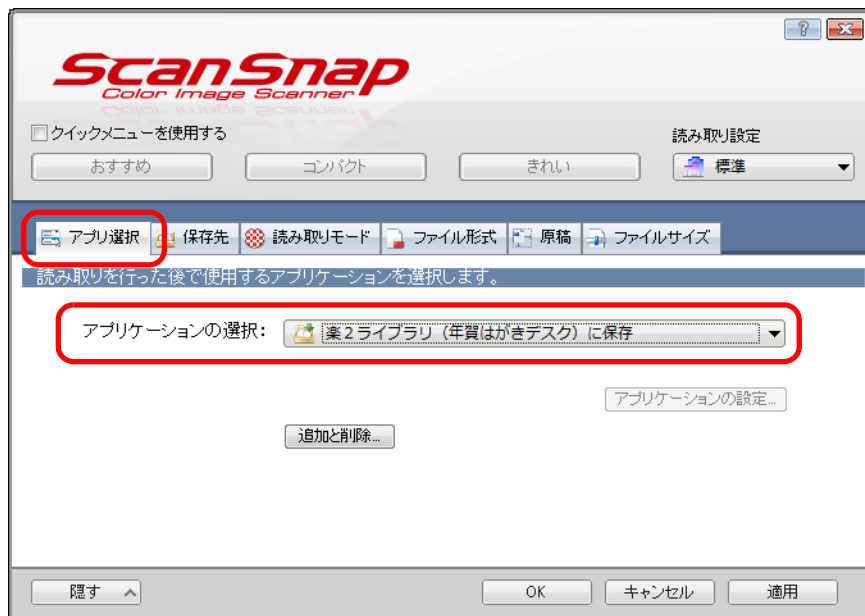 ScanSnap
Color Image Scanner
クイックメニューを使用する
読み取り設定
おすすめ
コンパクト
きれい
標準
アプリ選択
保存先
読み取りモード
ファイル形式
原稿
ファイルサイズ
読み取りを行った後で使用するアプリケーションを選択します。
アプリケーションの選択:
楽2ライブラリ(年賀はがきデスク)に保存
アプリケーションの設定...
追加と削除...
隠す
OK
キャンセル
適用